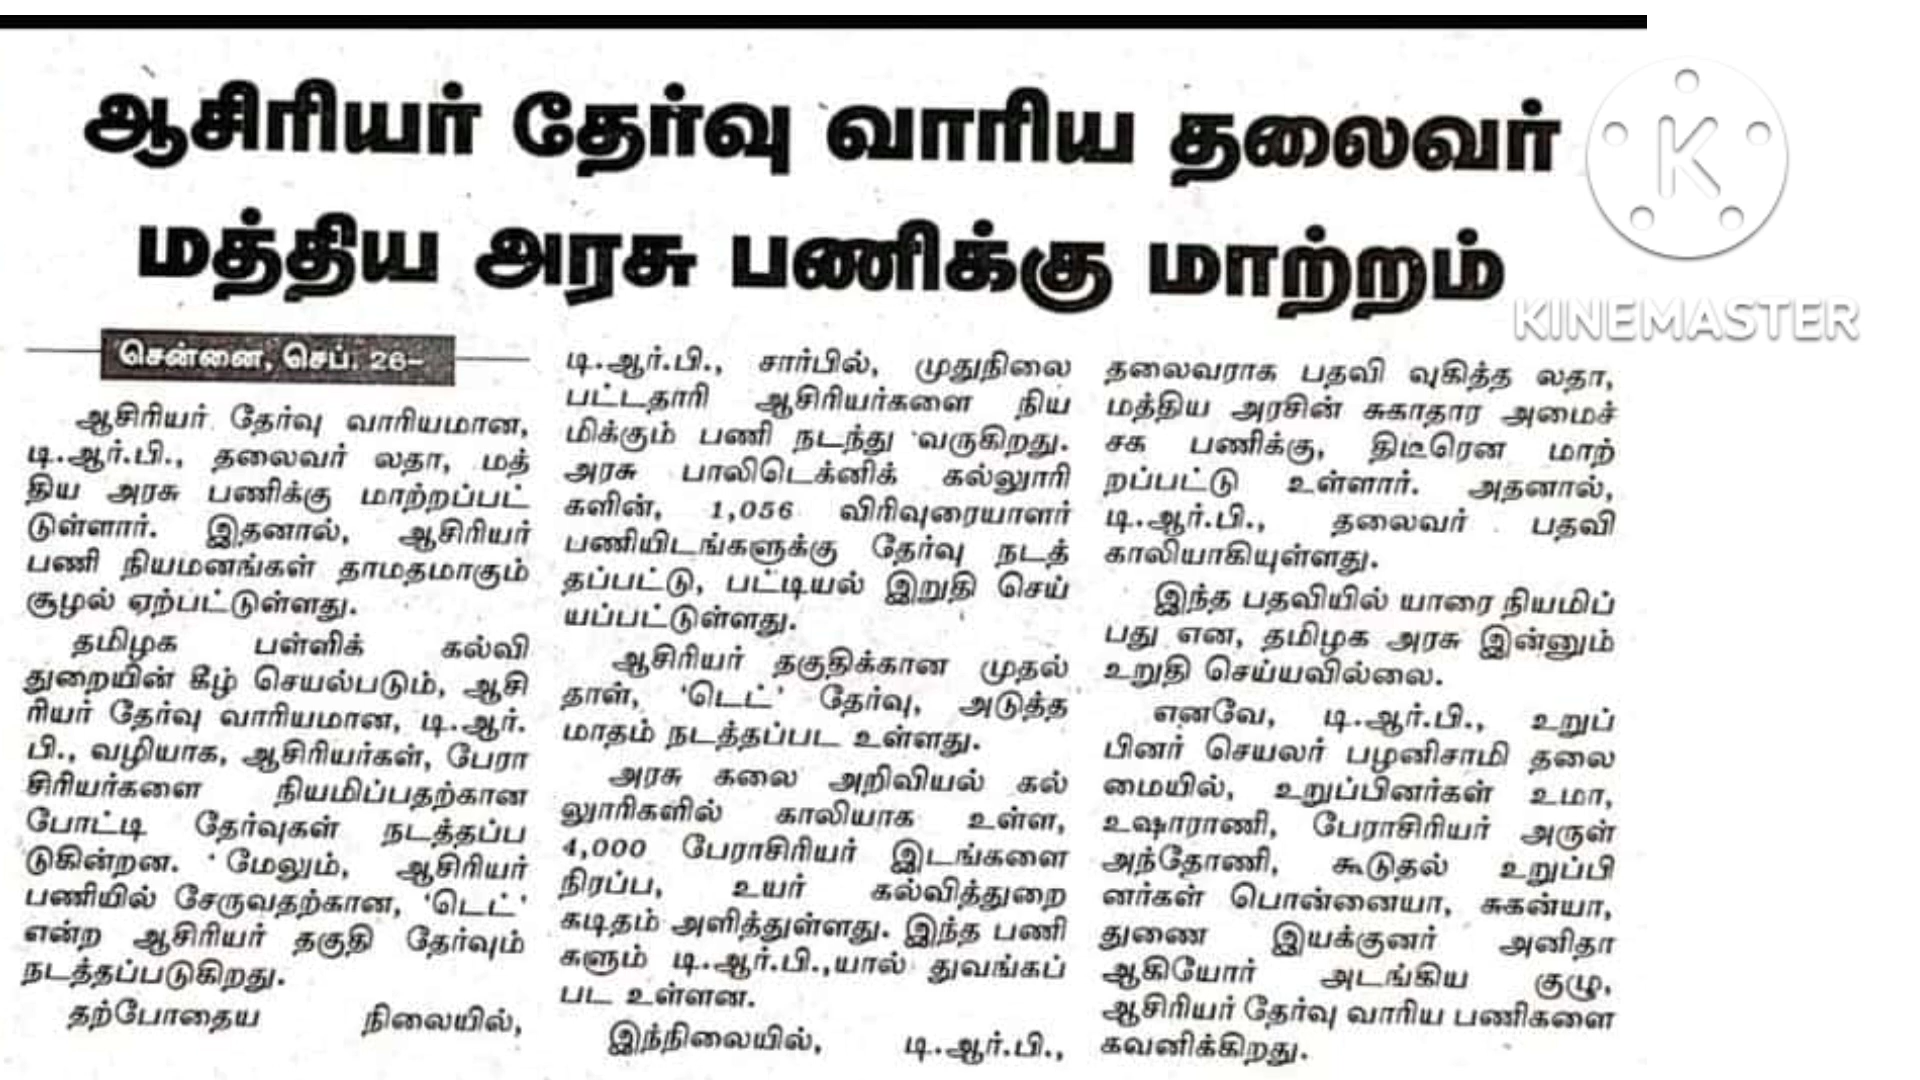 ஆசிரியர் தேர்வு வாரிய தலைவர்
மத்திய அரசு பணிக்கு மாற்றம்
KINEMASTER
சென்னை, செப். 26–
ஆசிரியர் தேர்வு வாரியமான,
டி.ஆர்.பி., தலைவர் லதா, மத்
திய அரசு பணிக்கு மாற்றப்பட்
டுள்ளார். இதனால், ஆசிரியர்
பணி நியமனங்கள் தாமதமாகும்
சூழல் ஏற்பட்டுள்ளது.
தமிழக பள்ளிக் கல்வி
துறையின் கீழ் செயல்படும், ஆசி
ரியர் தேர்வு வாரியமான, டி.ஆர்.
பி., வழியாக, ஆசிரியர்கள், பேரா
சிரியர்களை நியமிப்பதற்கான
போட்டி தேர்வுகள் நடத்தப்ப
டுகின்றன. மேலும், ஆசிரியர்
பணியில் சேருவதற்கான, 'டெட்'
என்ற ஆசிரியர் தகுதி தேர்வும்
நடத்தப்படுகிறது.
தற்போதைய நிலையில்,
டி.ஆர்.பி., சார்பில், முதுநிலை
பட்டதாரி ஆசிரியர்களை நிய
மிக்கும் பணி நடந்து வருகிறது.
அரசு பாலிடெக்னிக் கல்லூரி
களின், 1,056 விரிவுரையாளர்
பணியிடங்களுக்கு தேர்வு நடத்
தப்பட்டு, பட்டியல் இறுதி செய்
யப்பட்டுள்ளது.
ஆசிரியர் தகுதிக்கான முதல்
தாள், 'டெட்' தேர்வு, அடுத்த
மாதம் நடத்தப்பட உள்ளது.
அரசு கலை அறிவியல் கல்
லூரிகளில் காலியாக உள்ள,
4,000 பேராசிரியர் இடங்களை
நிரப்ப, உயர் கல்வித்துறை
கடிதம் அளித்துள்ளது. இந்த பணி
களும் டி.ஆர்.பி.,யால் துவங்கப்
பட உள்ளன.
இந்நிலையில், டி.ஆர்.பி.,
தலைவராக பதவி வுகித்த லதா,
மத்திய அரசின் சுகாதார அமைச்
சக பணிக்கு, திடீரென மாற்
றப்பட்டு உள்ளார். அதனால்,
டி.ஆர்.பி., தலைவர் பதவி
காலியாகியுள்ளது.
இந்த பதவியில் யாரை நியமிப்
பது என, தமிழக அரசு இன்னும்
உறுதி செய்யவில்லை.
எனவே, டி.ஆர்.பி., உறுப்
பினர் செயலர் பழனிசாமி தலை
மையில், உறுப்பினர்கள் உமா,
உஷாராணி, பேராசிரியர் அருள்
அந்தோணி, கூடுதல் உறுப்பி
னர்கள் பொன்னையா, சுகன்யா,
துணை இயக்குனர் அனிதா
ஆகியோர் அடங்கிய குழு,
ஆசிரியர் தேர்வு வாரிய பணிகளை
கவனிக்கிறது.